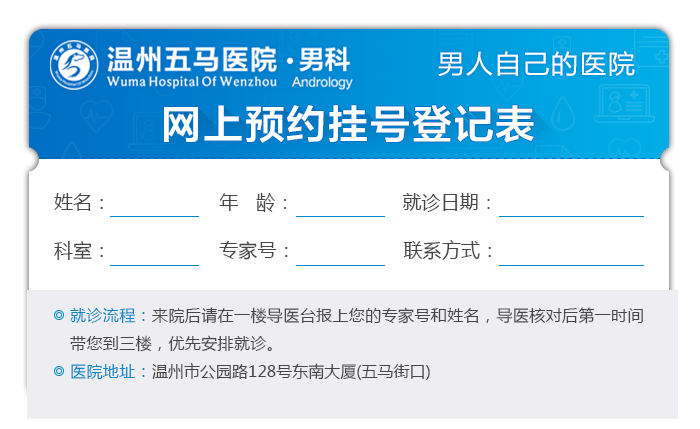 温州五马医院·男科
Wuma Hospital Of Wenzhou Andrology
男人自己的医院
网上预约挂号登记表
姓名： 年 龄： 就诊日期：
科室： 专家号： 联系方式：
就诊流程：来院后请在一楼导医台报上您的专家号和姓名，导医核对后第一时间
带您到三楼，优先安排就诊。
医院地址：温州市公园路128号东南大厦(五马街口)